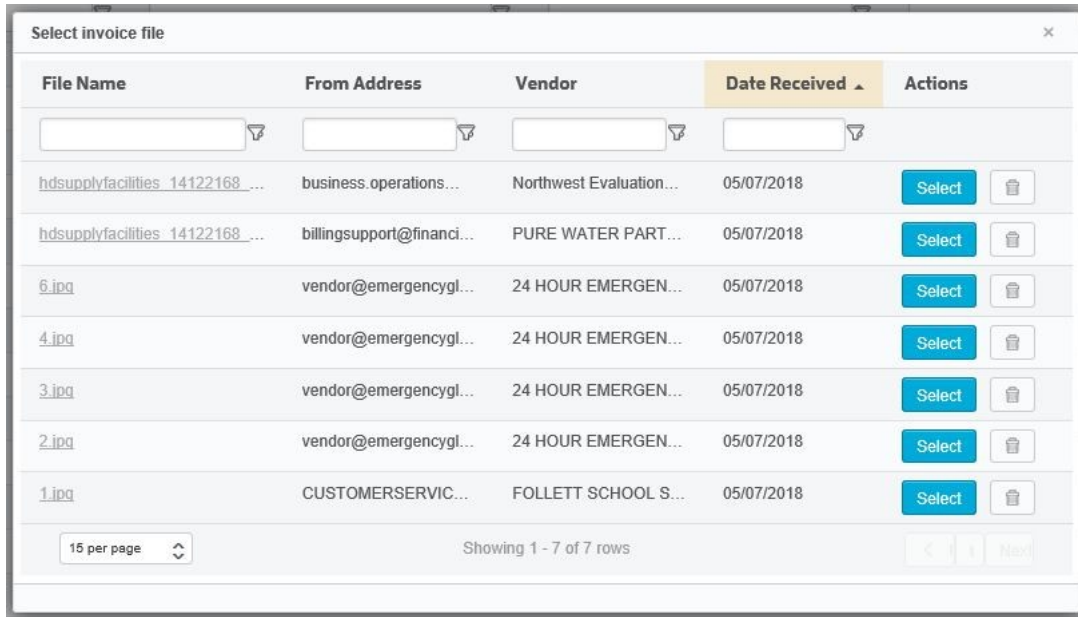 Select invoice file ×
File Name From Address Vendor Date Received Actions
hdsupplyfacilities_14122168_... business.operations... Northwest Evaluation... 05/07/2018 Select
hdsupplyfacilities_14122168_... billingsupport@financi... PURE WATER PART... 05/07/2018 Select
6.jpg vendor@emergencygl... 24 HOUR EMERGEN... 05/07/2018 Select
4.jpg vendor@emergencygl... 24 HOUR EMERGEN... 05/07/2018 Select
3.jpg vendor@emergencygl... 24 HOUR EMERGEN... 05/07/2018 Select
2.jpg vendor@emergencygl... 24 HOUR EMERGEN... 05/07/2018 Select
1.jpg CUSTOMERSERVIC... FOLLETT SCHOOL S... 05/07/2018 Select
15 per page Showing 1 - 7 of 7 rows 1 Next